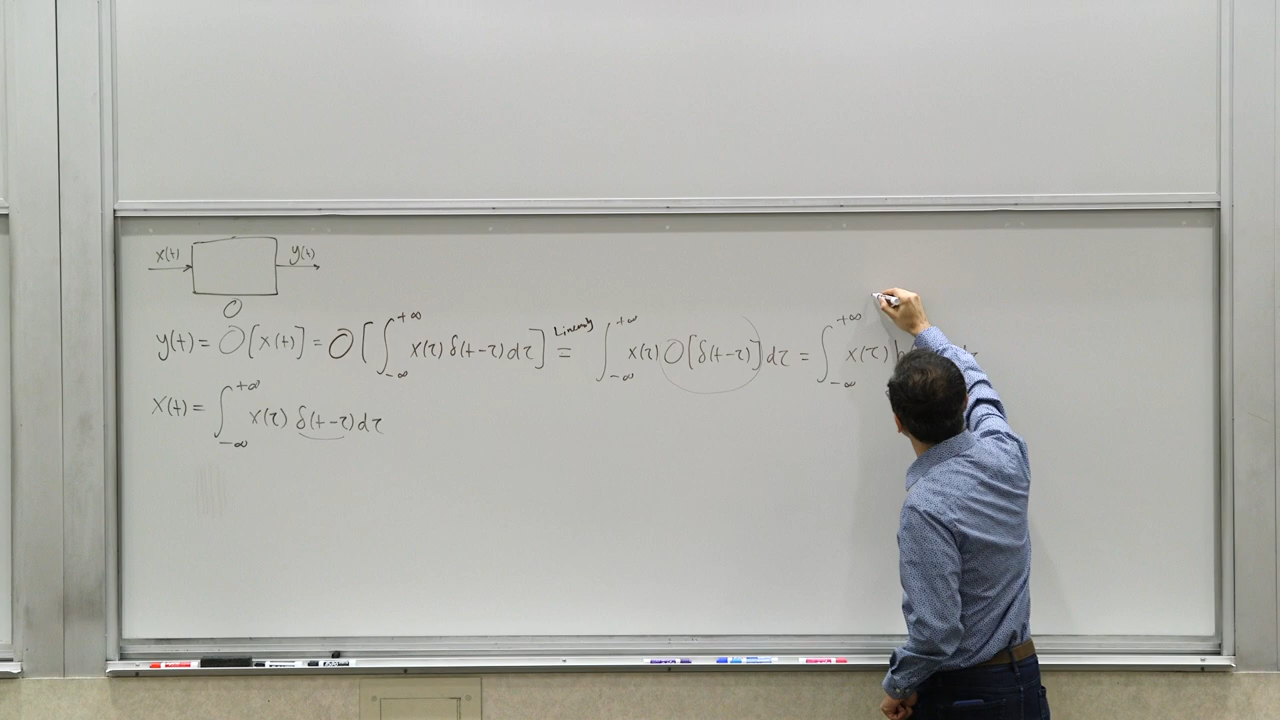 x(t) y(t)
O
y(t) = O[x(t)] = O[∫_{-∞}^{+∞} x(τ) δ(t-τ) dτ] =^{Linearity} ∫_{-∞}^{+∞} x(τ) O[δ(t-τ)] dτ = ∫_{-∞}^{+∞} x(τ) h
x(t) = ∫_{-∞}^{+∞} x(τ) δ(t-τ) dτ